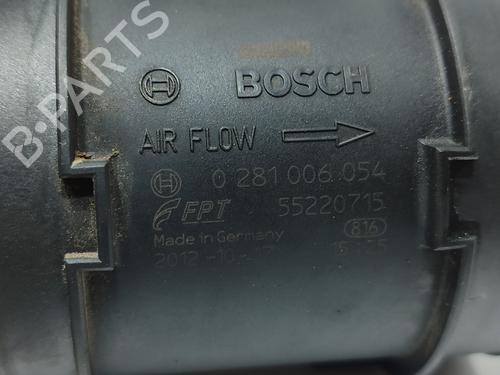 B-PARTS
BOSCH
AIR FLOW
0 281 006 054
FPT 55220715
Made in Germany 816